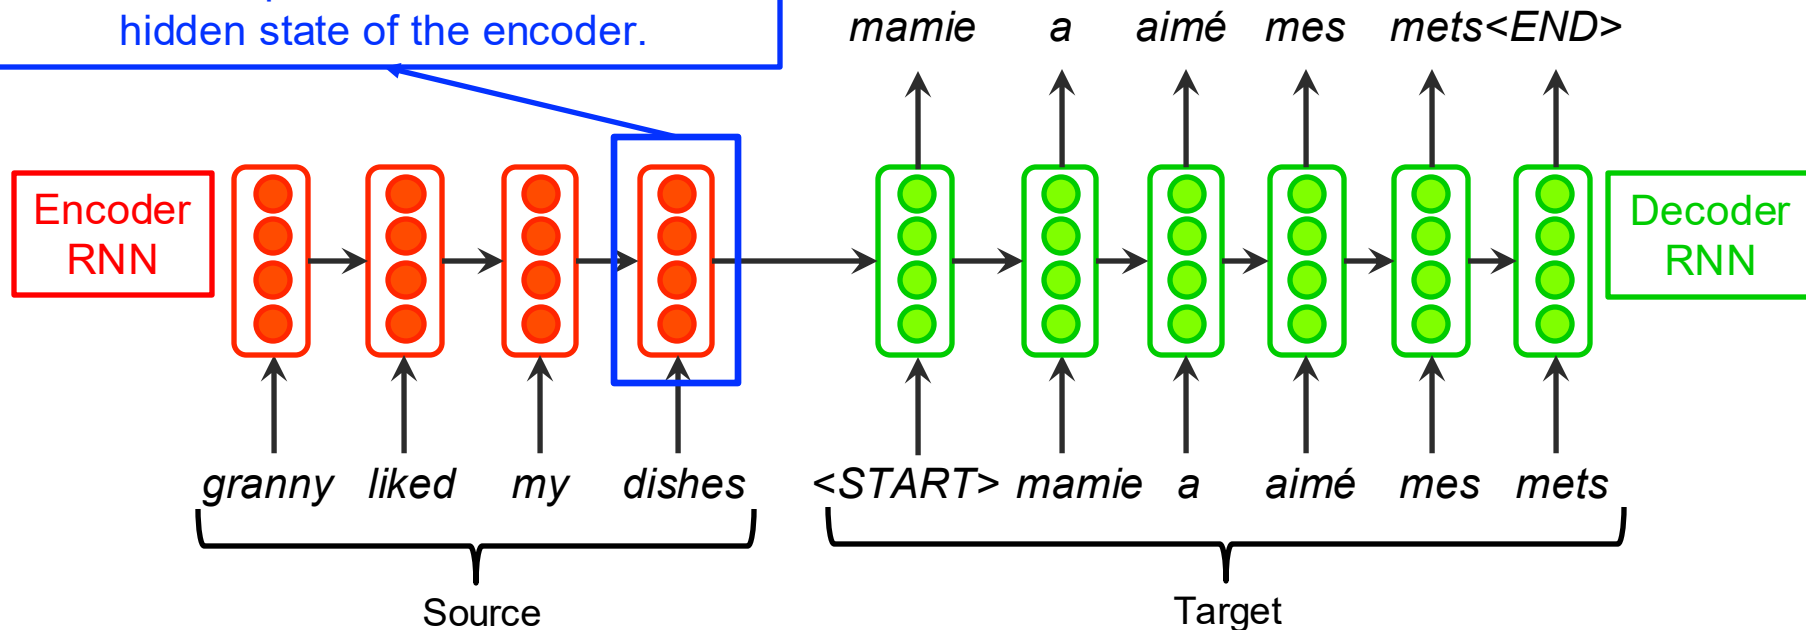 hidden state of the encoder.
mamie a aimé mes mets <END>
Encoder
RNN
Decoder
RNN
granny liked my dishes <START> mamie a aimé mes mets
Source Target